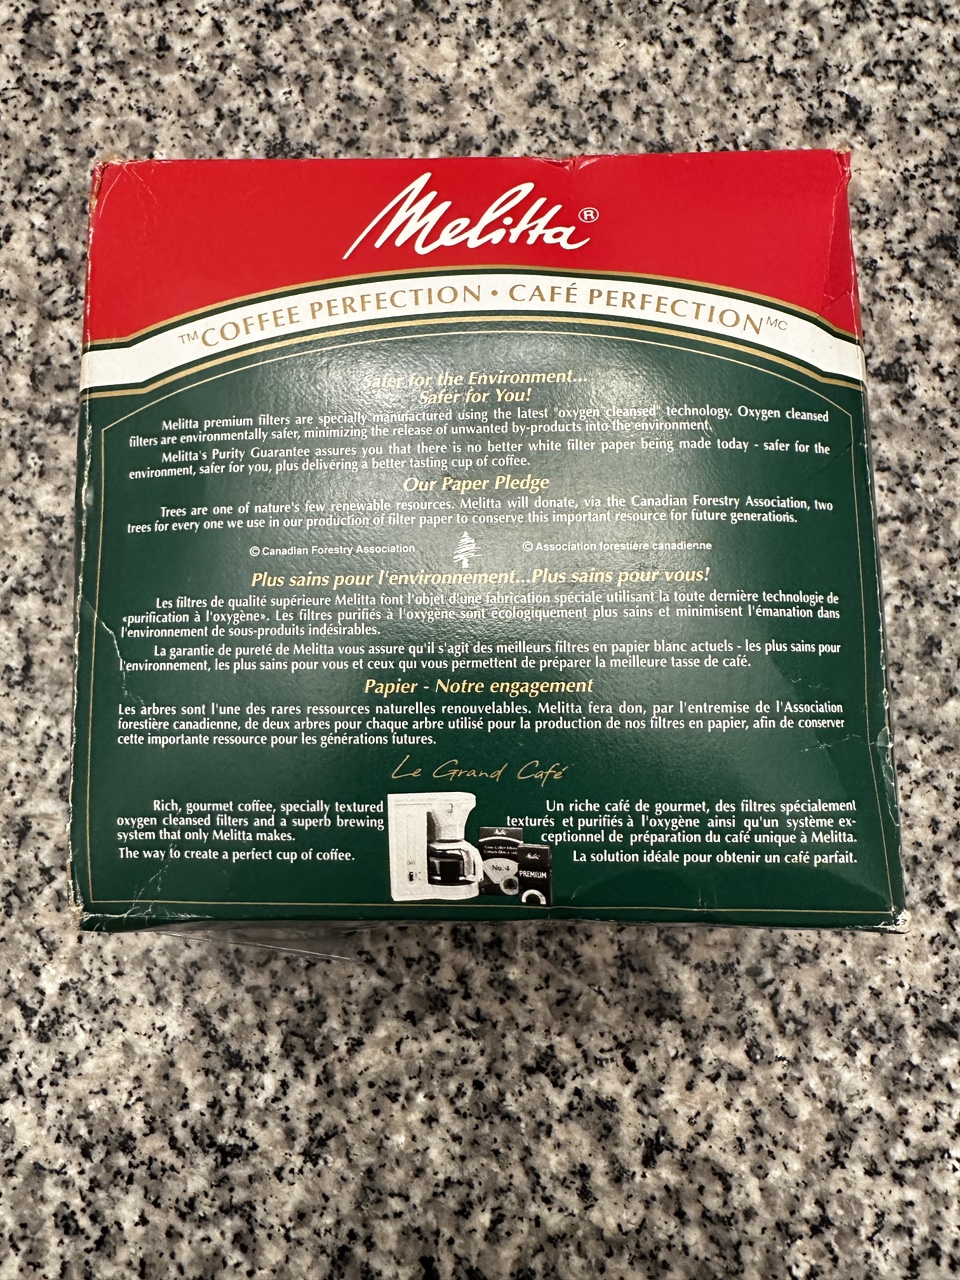 Melitta®
™COFFEE PERFECTION • CAFÉ PERFECTIONMC
Safer for the Environment...
Safer for You!
Melitta premium filters are specially manufactured using the latest "oxygen cleansed" technology. Oxygen cleansed
filters are environmentally safer, minimizing the release of unwanted by-products into the environment.
Melitta's Purity Guarantee assures you that there is no better white filter paper being made today - safer for the
environment, safer for you, plus delivering a better tasting cup of coffee.
Our Paper Pledge
Trees are one of nature's few renewable resources. Melitta will donate, via the Canadian Forestry Association, two
trees for every one we use in our production of filter paper to conserve this important resource for future generations.
© Canadian Forestry Association © Association forestière canadienne
Plus sains pour l'environnement...Plus sains pour vous!
Les filtres de qualité supérieure Melitta font l'objet d'une fabrication spéciale utilisant la toute dernière technologie de
«purification à l'oxygène». Les filtres purifiés à l'oxygène sont écologiquement plus sains et minimisent l'émanation dans
l'environnement de sous-produits indésirables.
La garantie de pureté de Melitta vous assure qu'il s'agit des meilleurs filtres en papier blanc actuels - les plus sains pour
l'environnement, les plus sains pour vous et ceux qui vous permettent de préparer la meilleure tasse de café.
Papier - Notre engagement
Les arbres sont l'une des rares ressources naturelles renouvelables. Melitta fera don, par l'entremise de l'Association
forestière canadienne, de deux arbres pour chaque arbre utilisé pour la production de nos filtres en papier, afin de conserver
cette importante ressource pour les générations futures.
Le Grand Café
Rich, gourmet coffee, specially textured
oxygen cleansed filters and a superb brewing
system that only Melitta makes.
The way to create a perfect cup of coffee.
Melitta
No. 4
Melitta
PREMIUM
Un riche café de gourmet, des filtres spécialement
texturés et purifiés à l'oxygène ainsi qu'un système ex-
ceptionnel de préparation du café unique à Melitta.
La solution idéale pour obtenir un café parfait.